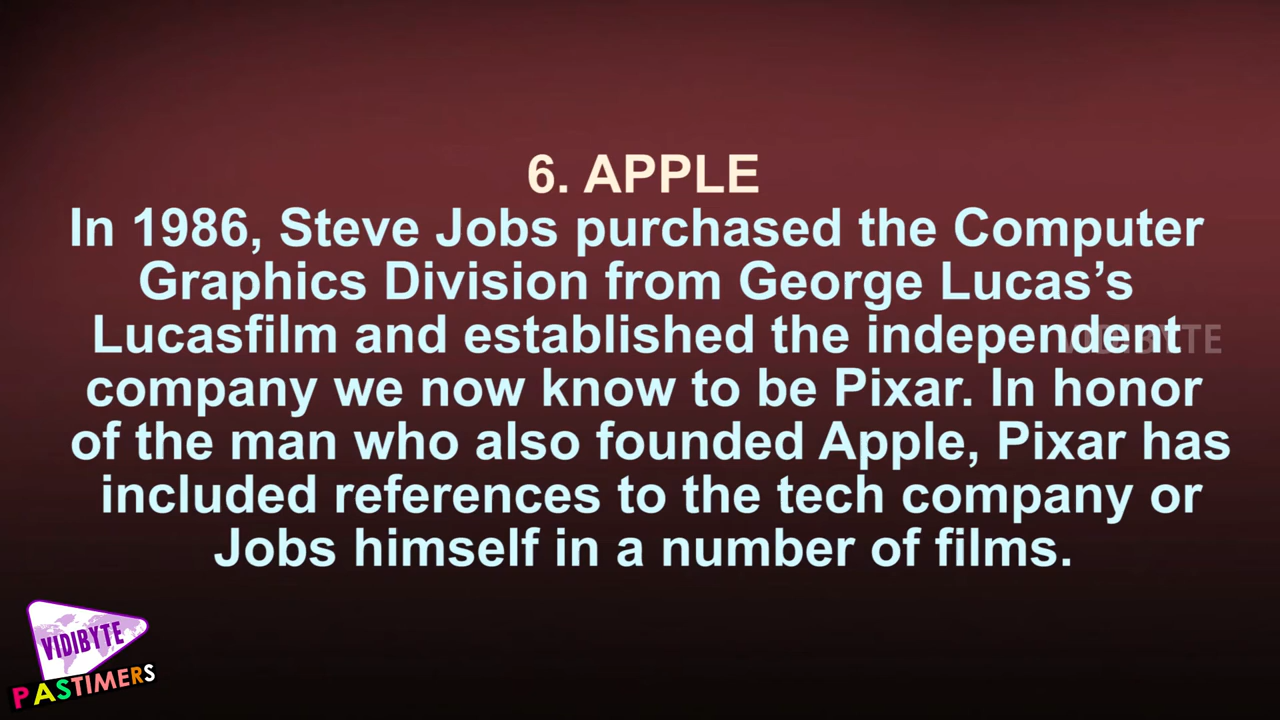 6. APPLE
In 1986, Steve Jobs purchased the Computer
Graphics Division from George Lucas’s
Lucasfilm and established the independent
company we now know to be Pixar. In honor
of the man who also founded Apple, Pixar has
included references to the tech company or
Jobs himself in a number of films.
VIDIBYTE
VIDIBYTE
PASTIMERS